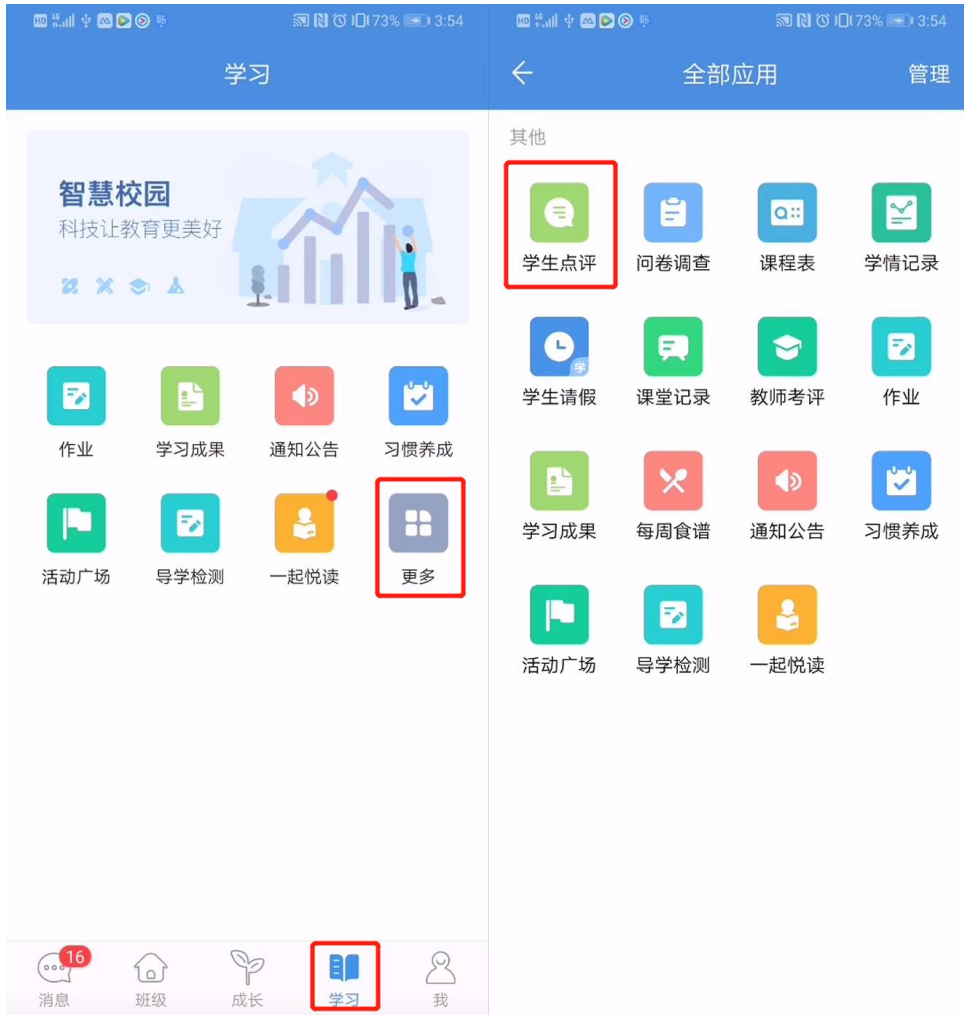 73% 3:54
学习
智慧校园
科技让教育更美好
作业 学习成果 通知公告 习惯养成
活动广场 导学检测 一起悦读 更多
16
消息 班级 成长 学习 我
73% 3:54
全部应用 管理
其他
学生点评 问卷调查 课程表 学情记录
学
学生请假 课堂记录 教师考评 作业
学习成果 每周食谱 通知公告 习惯养成
活动广场 导学检测 一起悦读